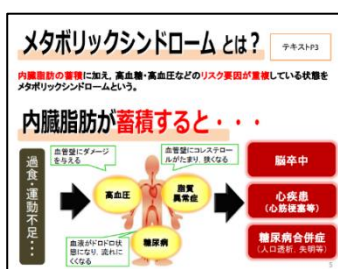 メタボリックシンドローム とは？
テキストP3
内臓脂肪の蓄積に加え，高血糖・高血圧などのリスク要因が重複している状態を
メタボリックシンドロームという。
内臓脂肪が蓄積すると・・・
過食・運動不足・・・
血管壁にダメージ
を与える
血管壁にコレステロー
ルがたまり，狭くなる
高血圧
脂質
異常症
糖尿病
血液がドロドロ状
態になり，流れに
くくなる
脳卒中
心疾患
（心筋梗塞等）
糖尿病合併症
（人口透析、失明等）
5